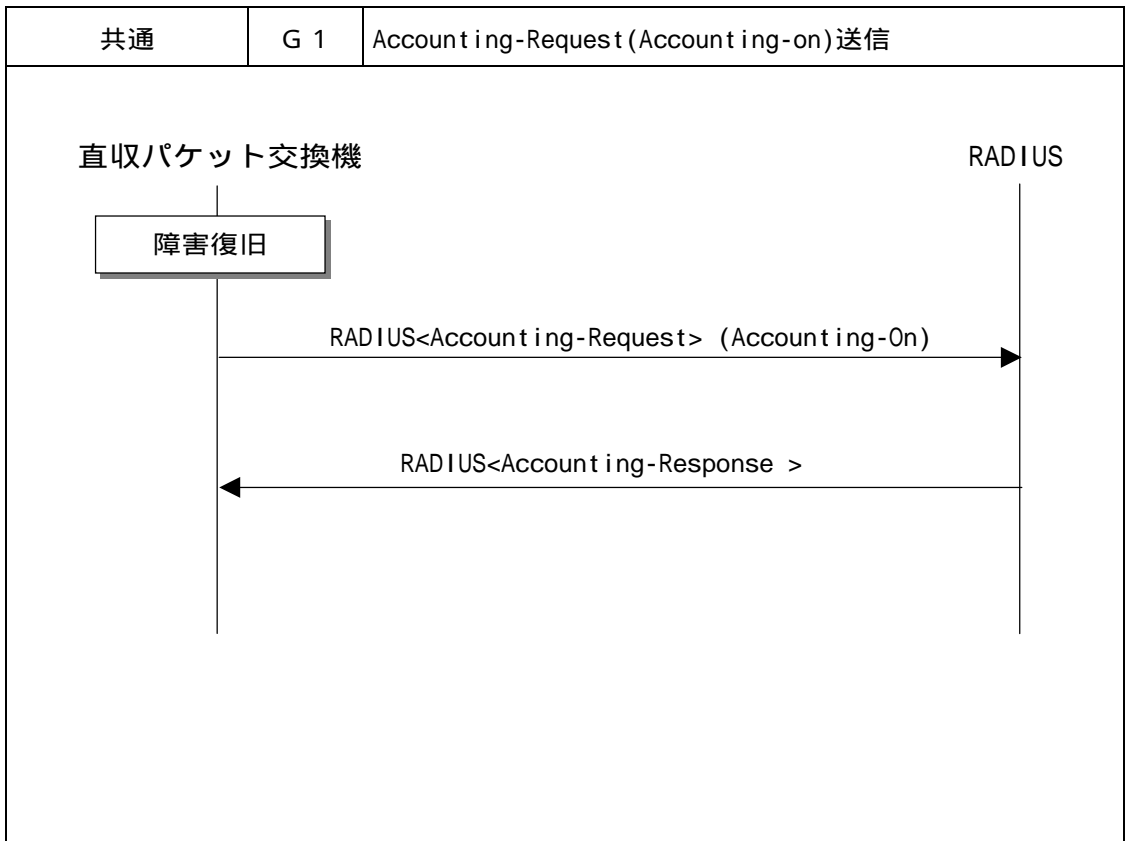 共通 G 1 Accounting-Request(Accounting-on)送信
直収パケット交換機 RADIUS
障害復旧
RADIUS<Accounting-Request> (Accounting-On)
RADIUS<Accounting-Response >